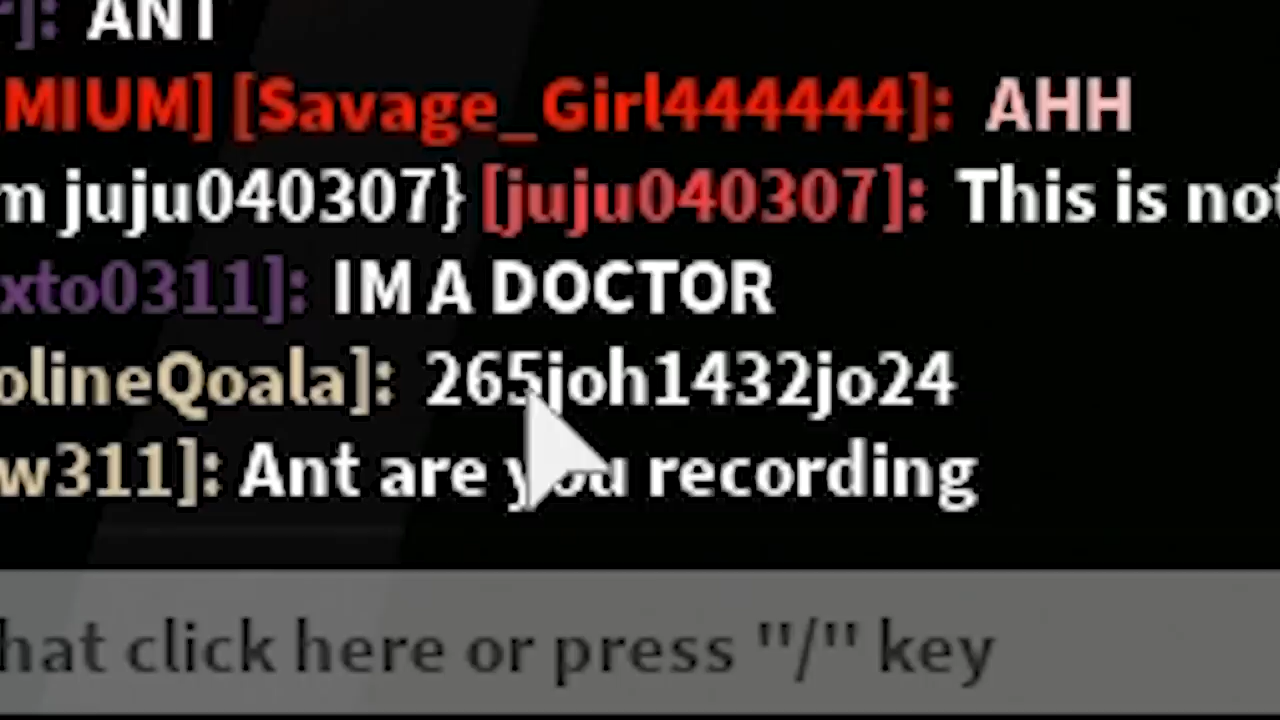 r]: ANT
MIUM] [Savage_Girl444444]: AHH
m juju040307} [juju040307]: This is not
xto0311]: IM A DOCTOR
olineQoala]: 265joh1432jo24
w311]: Ant are you recording
hat click here or press "/" key